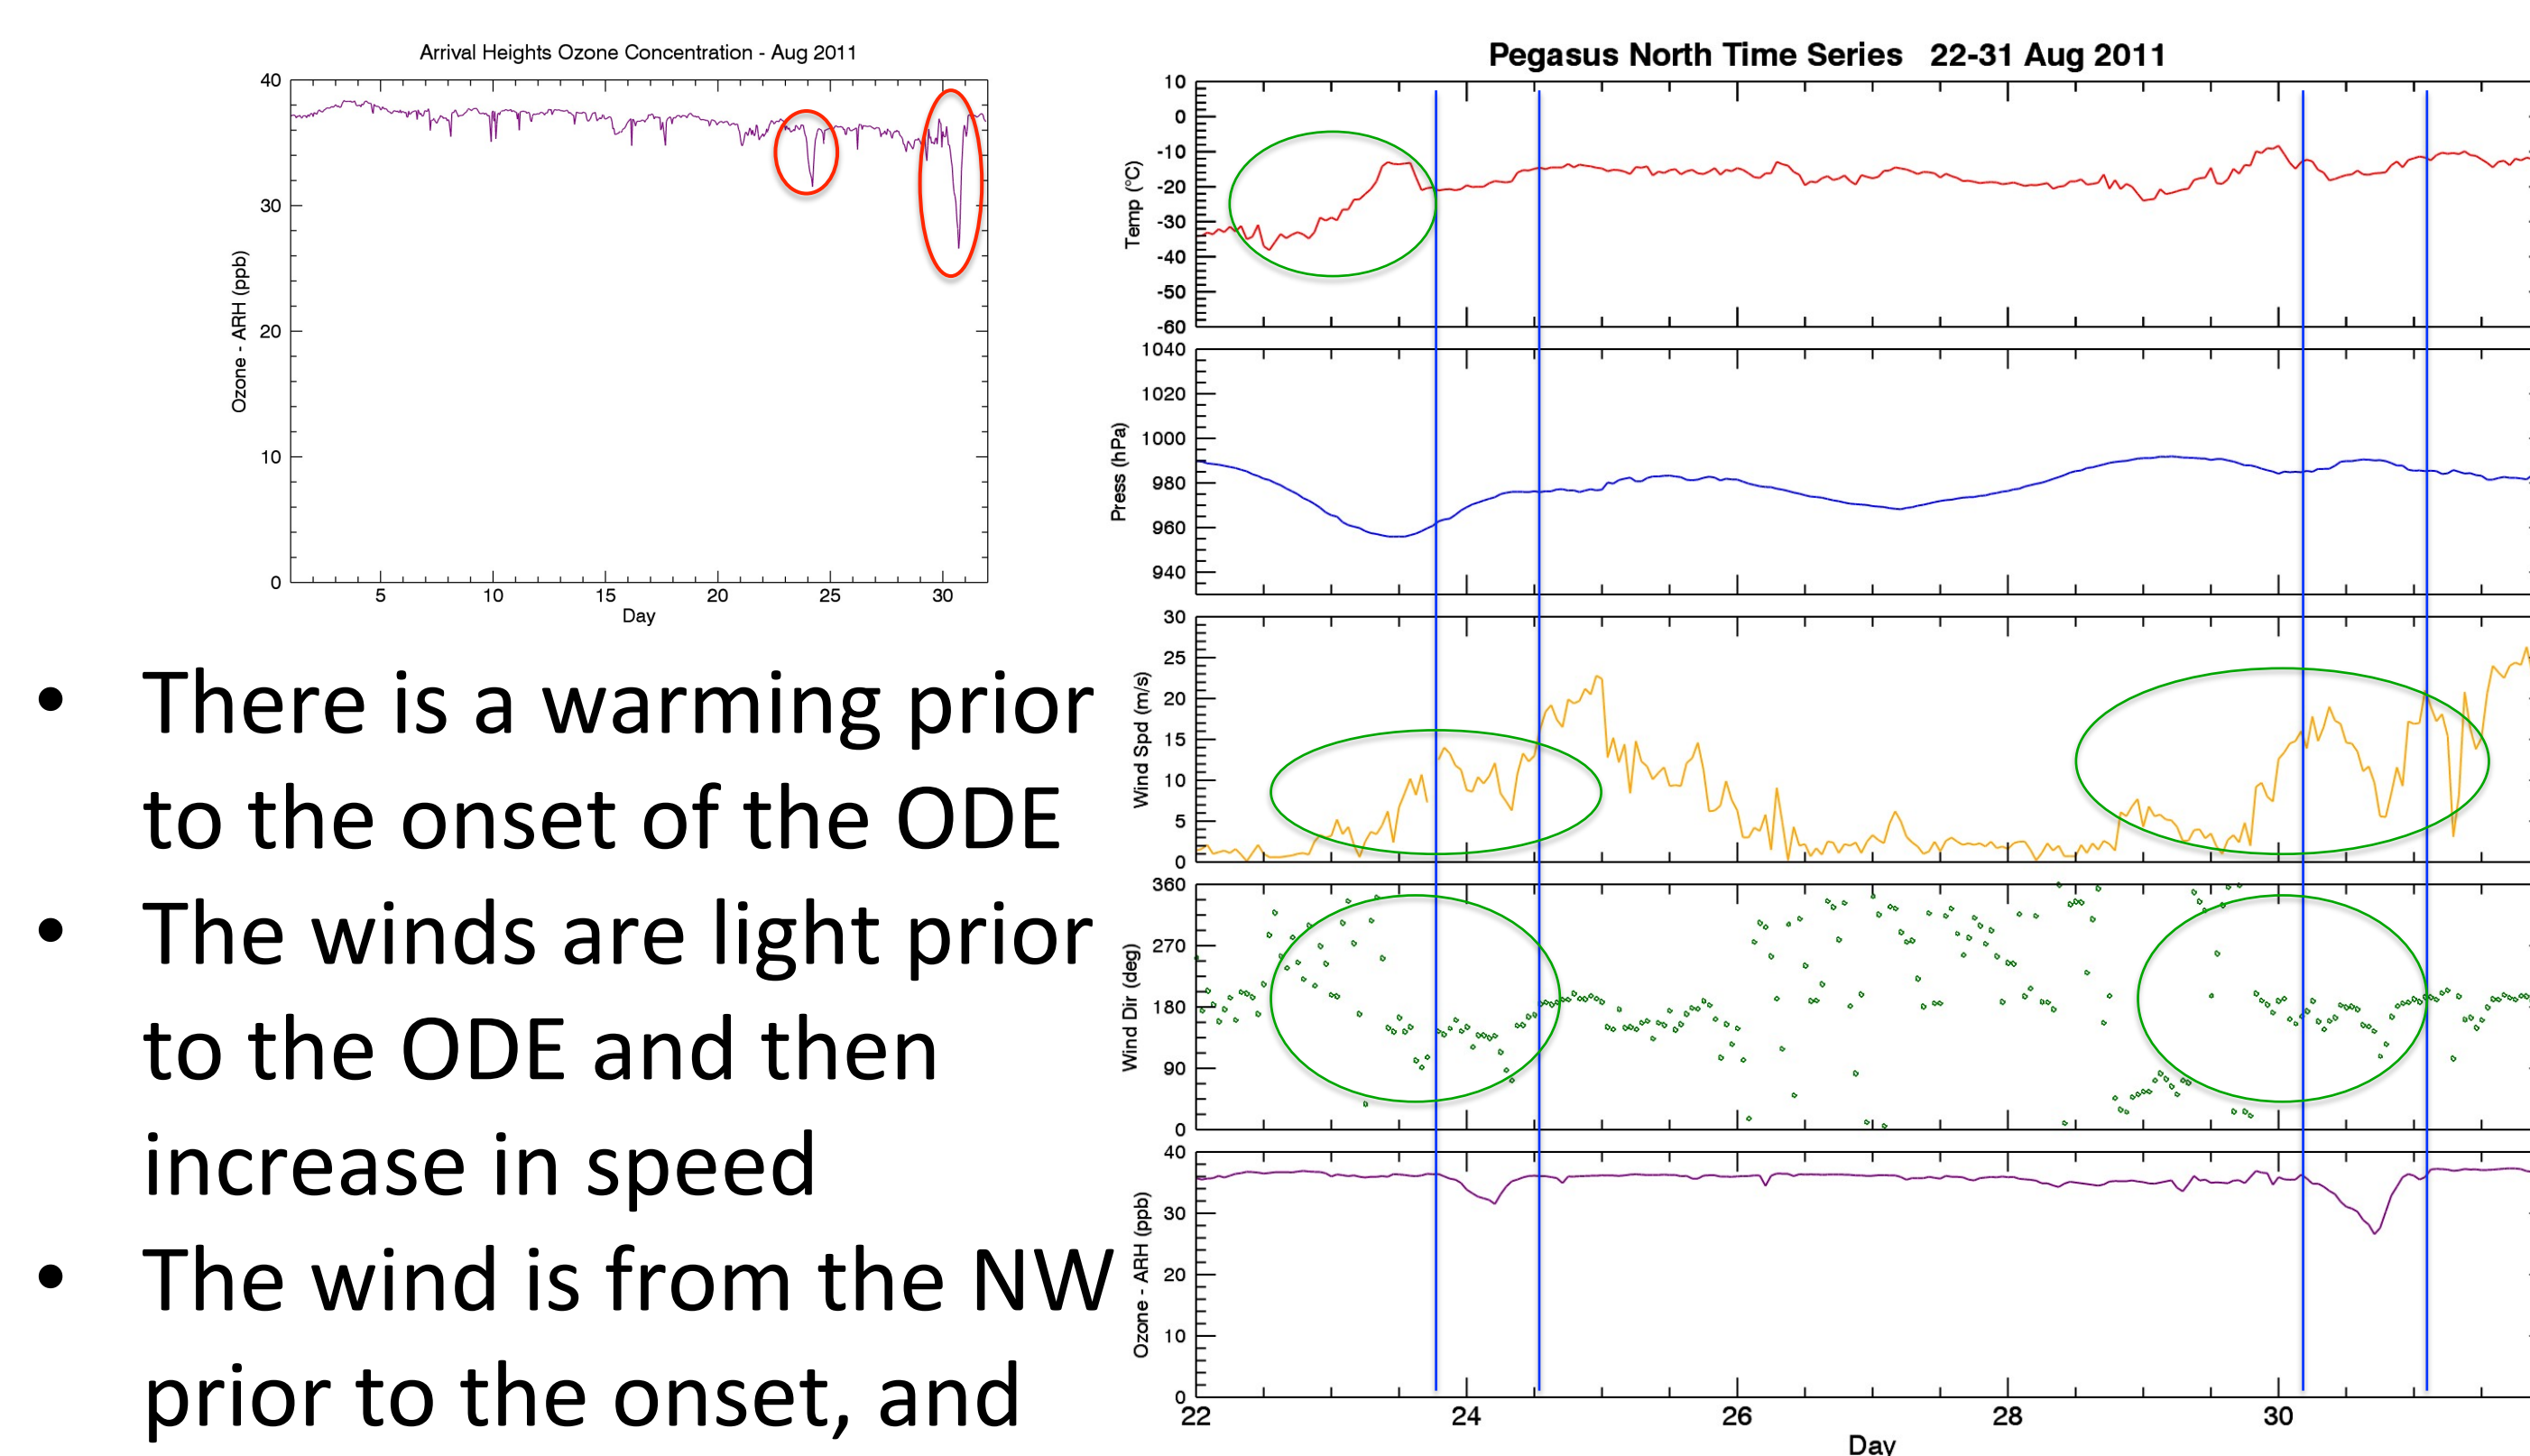 Arrival Heights Ozone Concentration - Aug 2011
40
30
20
10
0
Ozone - ARH (ppb)
5 10 15 20 25 30
Day
• There is a warming prior
to the onset of the ODE
• The winds are light prior
to the ODE and then
increase in speed
• The wind is from the NW
prior to the onset, and
Pegasus North Time Series 22-31 Aug 2011
10
0
-10
-20
-30
-40
-50
-60
Temp (°C)
1040
1020
1000
980
960
940
Press (hPa)
30
25
20
15
10
5
0
Wind Spd (m/s)
360
270
180
90
0
Wind Dir (deg)
40
30
20
10
0
Ozone - ARH (ppb)
22 24 26 28 30
Day